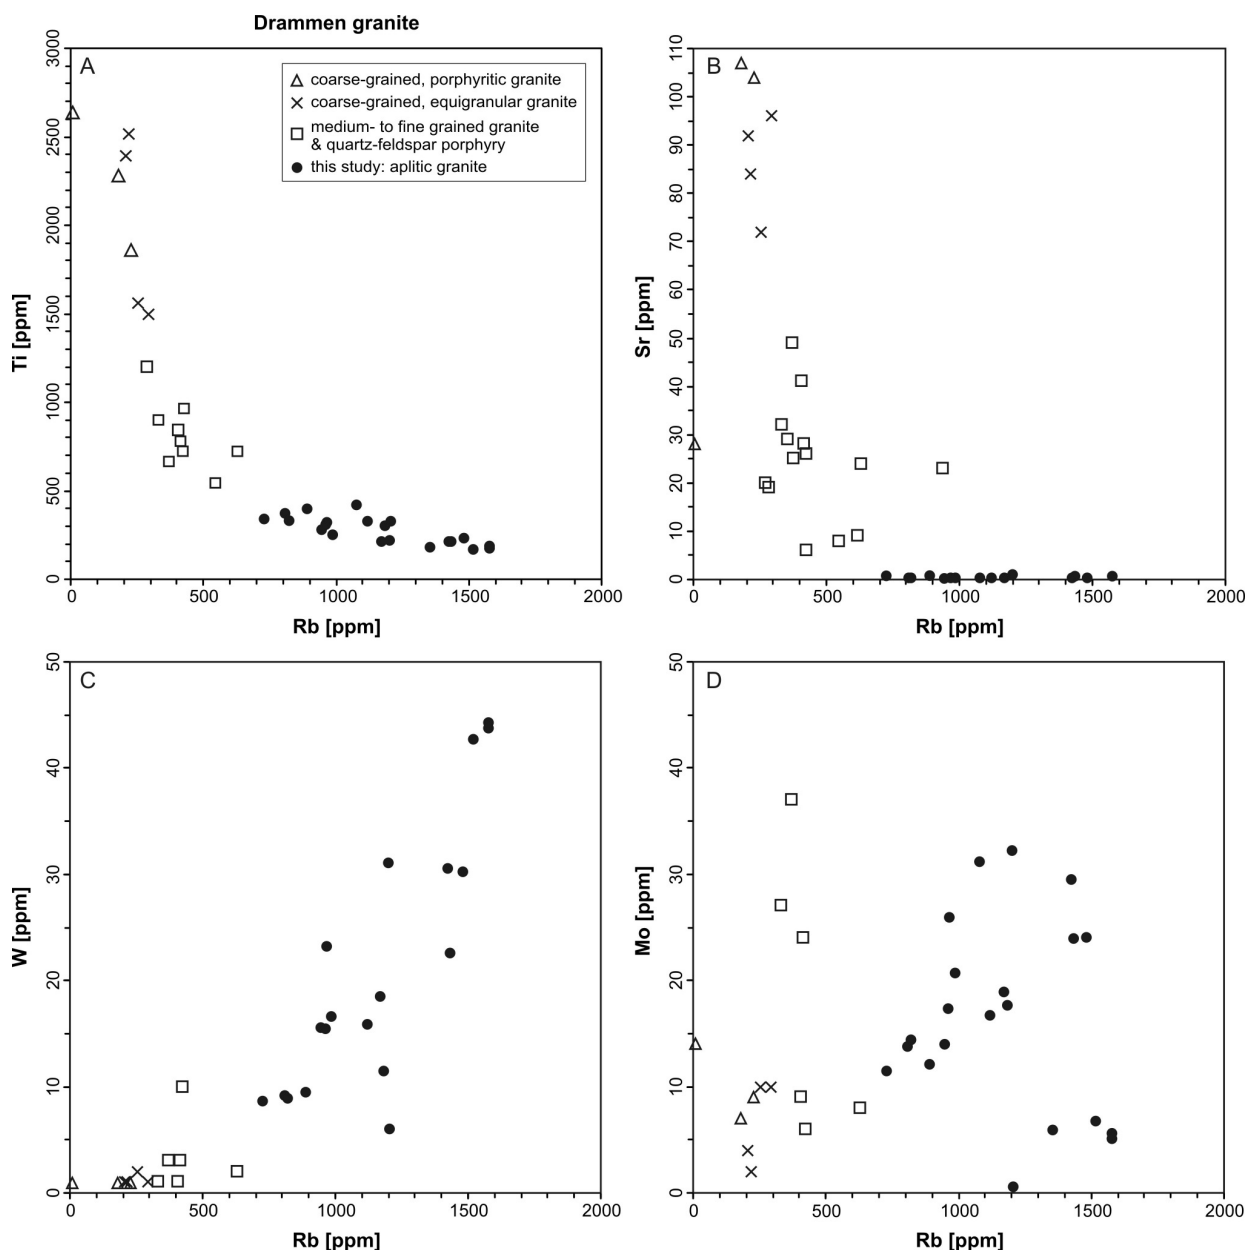 Drammen granite
A
coarse-grained, porphyritic granite
coarse-grained, equigranular granite
medium- to fine grained granite
& quartz-feldspar porphyry
this study: aplitic granite
Ti [ppm]
3000
2500
2000
1500
1000
500
0
0 500 1000 1500 2000
Rb [ppm]
B
Sr [ppm]
110
100
90
80
70
60
50
40
30
20
10
0
0 500 1000 1500 2000
Rb [ppm]
C
W [ppm]
50
40
30
20
10
0
0 500 1000 1500 2000
Rb [ppm]
D
Mo [ppm]
50
40
30
20
10
0
0 500 1000 1500 2000
Rb [ppm]